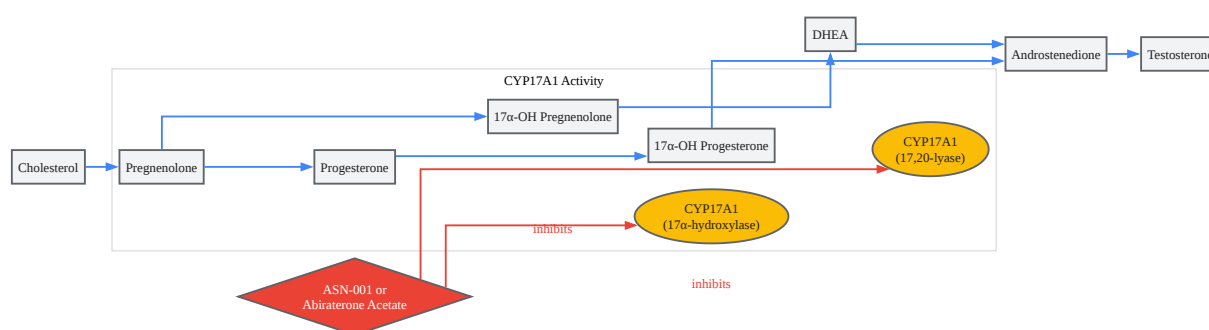 DHEA
Androstenedione
Testosterone
CYP17A1 Activity
17α-OH Pregnenolone
17α-OH Progesterone
CYP17A1
(17,20-lyase)
Cholesterol
Pregnenolone
Progesterone
CYP17A1
(17α-hydroxylase)
inhibits
inhibits
ASN-001 or
Abiraterone Acetate